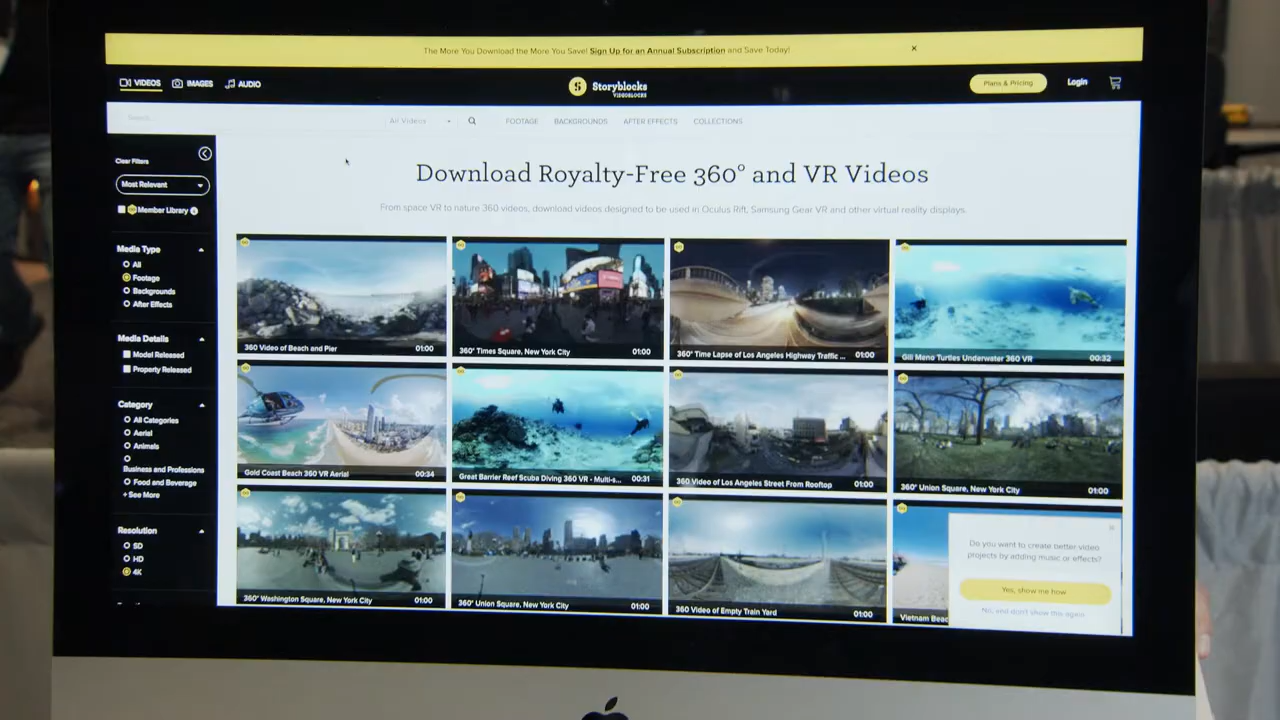 The More You Download the More You Save! Sign Up for an Annual Subscription and Save Today!
VIDEOS IMAGES AUDIO
Storyblocks
VIDEOBLOCKS
Plans & Pricing
Login
Search...
All Videos
FOOTAGE BACKGROUNDS AFTER EFFECTS COLLECTIONS
Clear Filters
Most Relevant
Member Library
Media Type
All
Footage
Backgrounds
After Effects
Media Details
Model Released
Property Released
Category
All Categories
Aerial
Animals
Business and Professions
Food and Beverage
+ See More
Resolution
SD
HD
4K
Download Royalty-Free 360° and VR Videos
From space VR to nature 360 videos, download videos designed to be used in Oculus Rift, Samsung Gear VR and other virtual reality displays.
360 Video of Beach and Pier 01:00
360° Times Square, New York City 01:00
360° Time Lapse of Los Angeles Highway Traffic ... 01:00
Gili Meno Turtles Underwater 360 VR 00:32
Gold Coast Beach 360 VR Aerial 00:34
Great Barrier Reef Scuba Diving 360 VR - Multi-s... 00:31
360 Video of Los Angeles Street From Rooftop 01:00
360° Union Square, New York City 01:00
360° Washington Square, New York City 01:00
360° Union Square, New York City 01:00
360 Video of Empty Train Yard 01:00
Vietnam Beac
Do you want to create better video
projects by adding music or effects?
Yes, show me how
No, and don't show this again